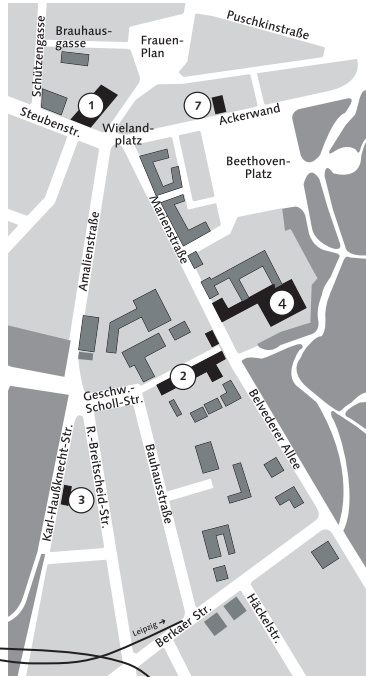 Puschkinstraße
Schützengasse
Brauhaus-
gasse
Frauen-
Plan
1
7
Ackerwand
Steubenstr.
Wieland-
platz
Beethoven-
Platz
Marienstraße
Amalienstraße
4
2
Geschw.-
Scholl-Str.
Belvederer Allee
Karl-Haußknecht-Str.
R.-Breitscheid-Str.
Bauhausstraße
3
Leipzig →
Berkaer Str.
Häckelstr.